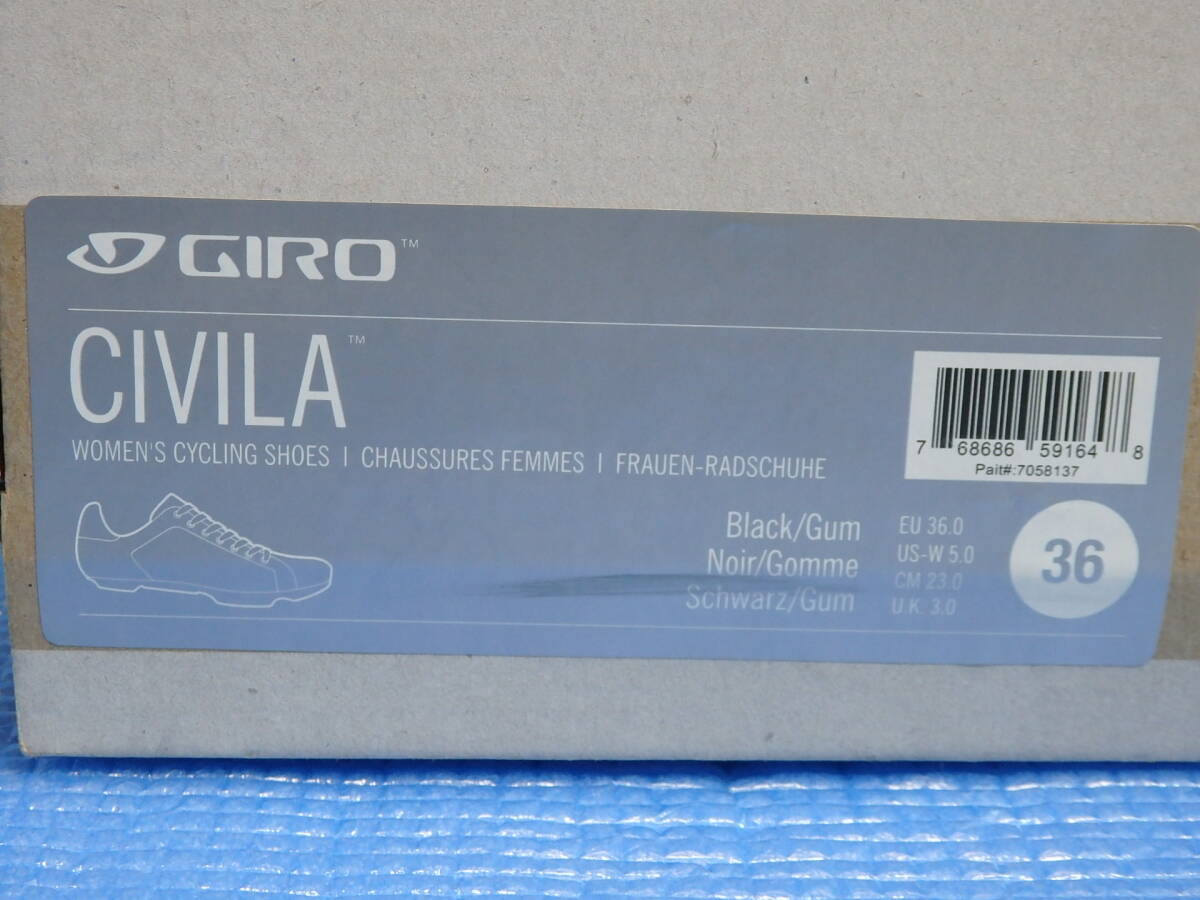 GIRO™
CIVILA™
WOMEN'S CYCLING SHOES | CHAUSSURES FEMMES | FRAUEN-RADSCHUHE
7 68686 59164 8
Pait#:7058137
Black/Gum
Noir/Gomme
Schwarz/Gum
EU 36.0
US-W 5.0
CM 23.0
U.K. 3.0
36